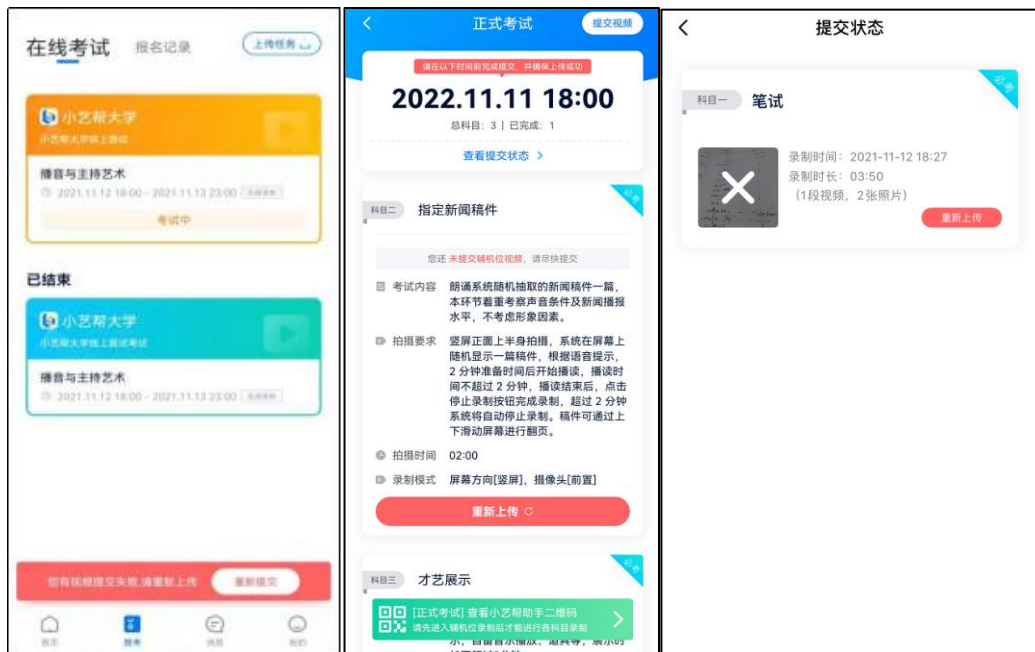 在线考试
报名记录
上传任务
小艺帮大学
小艺帮大学线上面试
播音与主持艺术
2021.11.12 18:00 - 2021.11.13 23:00
考试中
已结束
小艺帮大学
播音与主持艺术
2021.11.12 18:00 - 2021.11.13 23:00
您有视频提交失败,请重新上传
重新提交
首页
报考
消息
我的
正式考试
提交视频
请在以下时间前完成提交，并确保上传成功
2022.11.11 18:00
总科目：3 | 已完成：1
查看提交状态 >
必考
科目二
指定新闻稿件
您还 未提交辅机位视频，请尽快提交
考试内容 朗诵系统随机抽取的新闻稿件一篇，
本环节着重考察声音条件及新闻播报
水平，不考虑形象因素。
拍摄要求 竖屏正面上半身拍摄，系统在屏幕上
随机显示一篇稿件，根据语音提示，
2 分钟准备时间后开始播读，播读时
间不超过 2 分钟，播读结束后，点击
停止录制按钮完成录制，超过 2 分钟
系统将自动停止录制。稿件可通过上
下滑动屏幕进行翻页。
拍摄时间 02:00
录制模式 屏幕方向[竖屏]，摄像头[前置]
重新上传
必考
科目三
才艺展示
[正式考试] 查看小艺帮助手二维码
请先进入辅机位录制后才能进行各科目录制
提交状态
必考
科目一
笔试
录制时间：2021-11-12 18:27
录制时长：03:50
(1段视频，2张照片)
重新上传